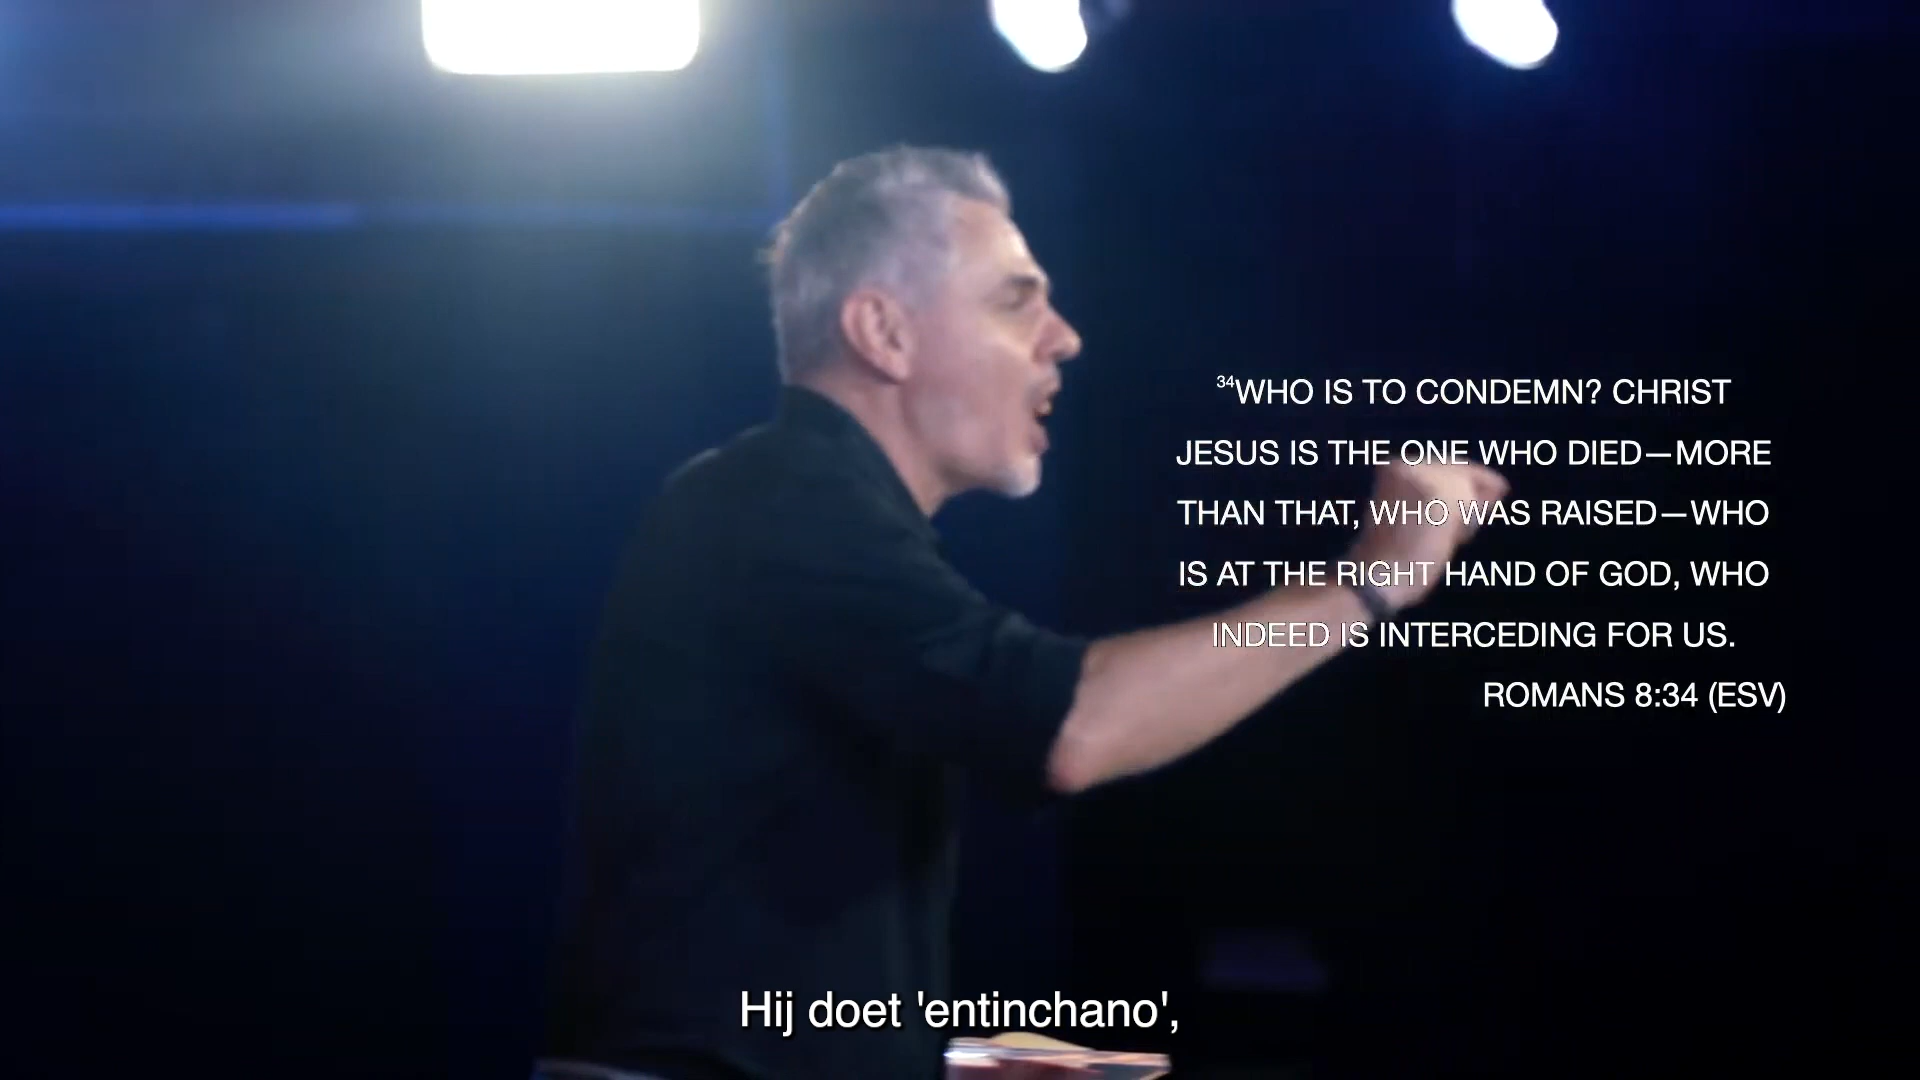 ³⁴WHO IS TO CONDEMN? CHRIST
JESUS IS THE ONE WHO DIED—MORE
THAN THAT, WHO WAS RAISED—WHO
IS AT THE RIGHT HAND OF GOD, WHO
INDEED IS INTERCEDING FOR US.
ROMANS 8:34 (ESV)
Hij doet 'entinchano',